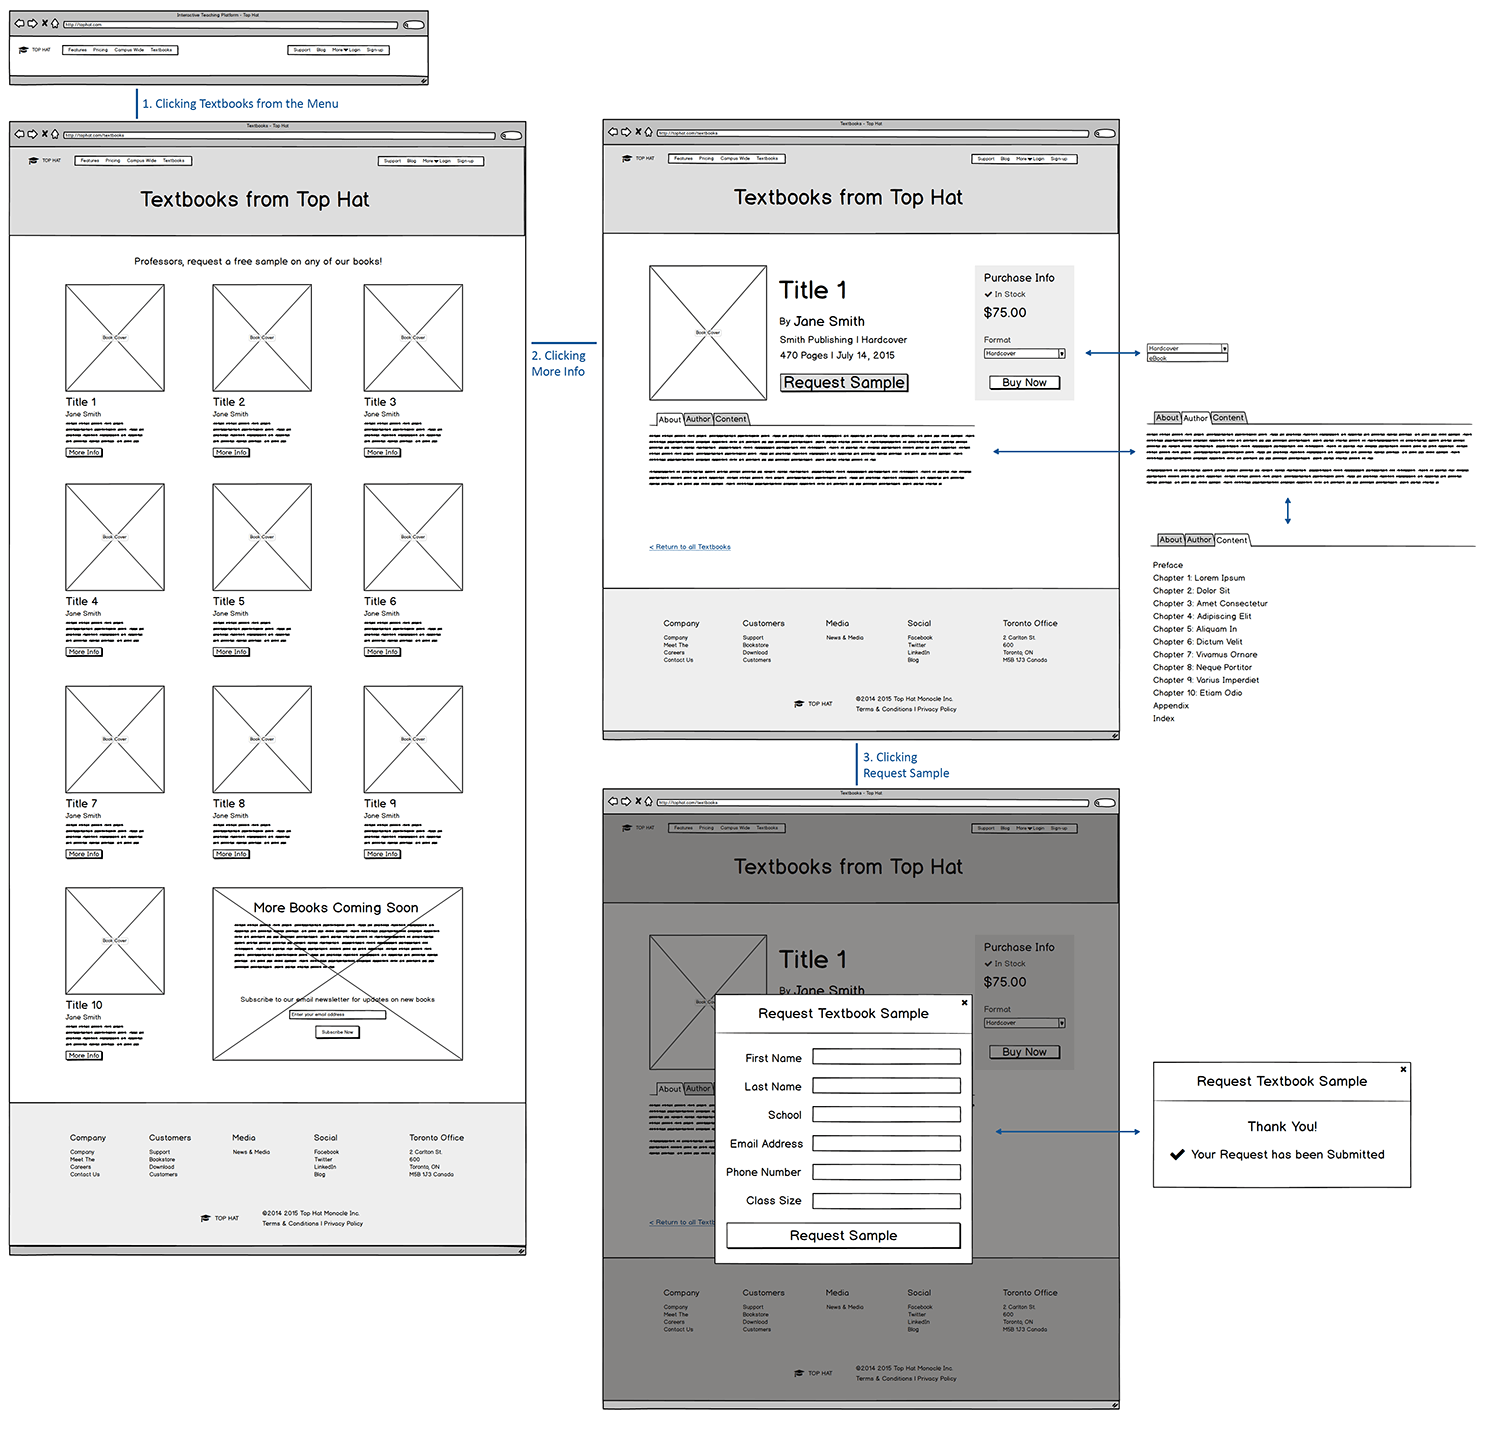 Interactive Teaching Platform - Top Hat
http://tophat.com
TOP HAT
Features Pricing Campus Wide Textbooks
Support Blog More Login Sign-up
1. Clicking Textbooks from the Menu
Textbooks - Top Hat
http://tophat.com/textbooks
TOP HAT
Features Pricing Campus Wide Textbooks
Support Blog More Login Sign-up
Textbooks from Top Hat
Professors, request a free sample on any of our books!
Book Cover Book Cover Book Cover
Title 1 Title 2 Title 3
Jane Smith Jane Smith Jane Smith
More Info More Info More Info
Book Cover Book Cover Book Cover
Title 4 Title 5 Title 6
Jane Smith Jane Smith Jane Smith
More Info More Info More Info
Book Cover Book Cover Book Cover
Title 7 Title 8 Title 9
Jane Smith Jane Smith Jane Smith
More Info More Info More Info
Book Cover
Title 10
Jane Smith
More Info
More Books Coming Soon
Subscribe to our email newsletter for updates on new books
Enter your email address
Subscribe Now
Company Customers Media Social Toronto Office
Company Support News & Media Facebook 2 Carlton St.
Meet The Bookstore Twitter 600
Careers Download LinkedIn Toronto, ON
Contact Us Customers Blog M5B 1J3 Canada
TOP HAT
©2014 2015 Top Hat Monocle Inc.
Terms & Conditions | Privacy Policy
2. Clicking
More Info
Textbooks - Top Hat
http://tophat.com/textbooks
TOP HAT
Features Pricing Campus Wide Textbooks
Support Blog More Login Sign-up
Textbooks from Top Hat
Book Cover
Title 1
By Jane Smith
Smith Publishing | Hardcover
470 Pages | July 14, 2015
Request Sample
Purchase Info
In Stock
$75.00
Format
Hardcover
Buy Now
About Author Content
< Return to all Textbooks
Company Customers Media Social Toronto Office
Company Support News & Media Facebook 2 Carlton St.
Meet The Bookstore Twitter 600
Careers Download LinkedIn Toronto, ON
Contact Us Customers Blog M5B 1J3 Canada
TOP HAT
©2014 2015 Top Hat Monocle Inc.
Terms & Conditions | Privacy Policy
Hardcover
eBook
About Author Content
About Author Content
Preface
Chapter 1: Lorem Ipsum
Chapter 2: Dolor Sit
Chapter 3: Amet Consectetur
Chapter 4: Adipiscing Elit
Chapter 5: Aliquam In
Chapter 6: Dictum Velit
Chapter 7: Vivamus Ornare
Chapter 8: Neque Portitor
Chapter 9: Varius Imperdiet
Chapter 10: Etiam Odio
Appendix
Index
3. Clicking
Request Sample
Textbooks - Top Hat
http://tophat.com/textbooks
TOP HAT
Features Pricing Campus Wide Textbooks
Support Blog More Login Sign-up
Textbooks from Top Hat
Title 1
By Jane Smith
Book
Purchase Info
In Stock
$75.00
Format
Hardcover
Buy Now
About Author
< Return to all
Request Textbook Sample
First Name
Last Name
School
Email Address
Phone Number
Class Size
Request Sample
Company Customers Media Social Toronto Office
Company Support News & Media Facebook 2 Carlton St.
Meet The Bookstore Twitter 600
Careers Download LinkedIn Toronto, ON
Contact Us Customers Blog M5B 1J3 Canada
TOP HAT
©2014 2015 Top Hat Monocle Inc.
Terms & Conditions | Privacy Policy
Request Textbook Sample
Thank You!
Your Request has been Submitted